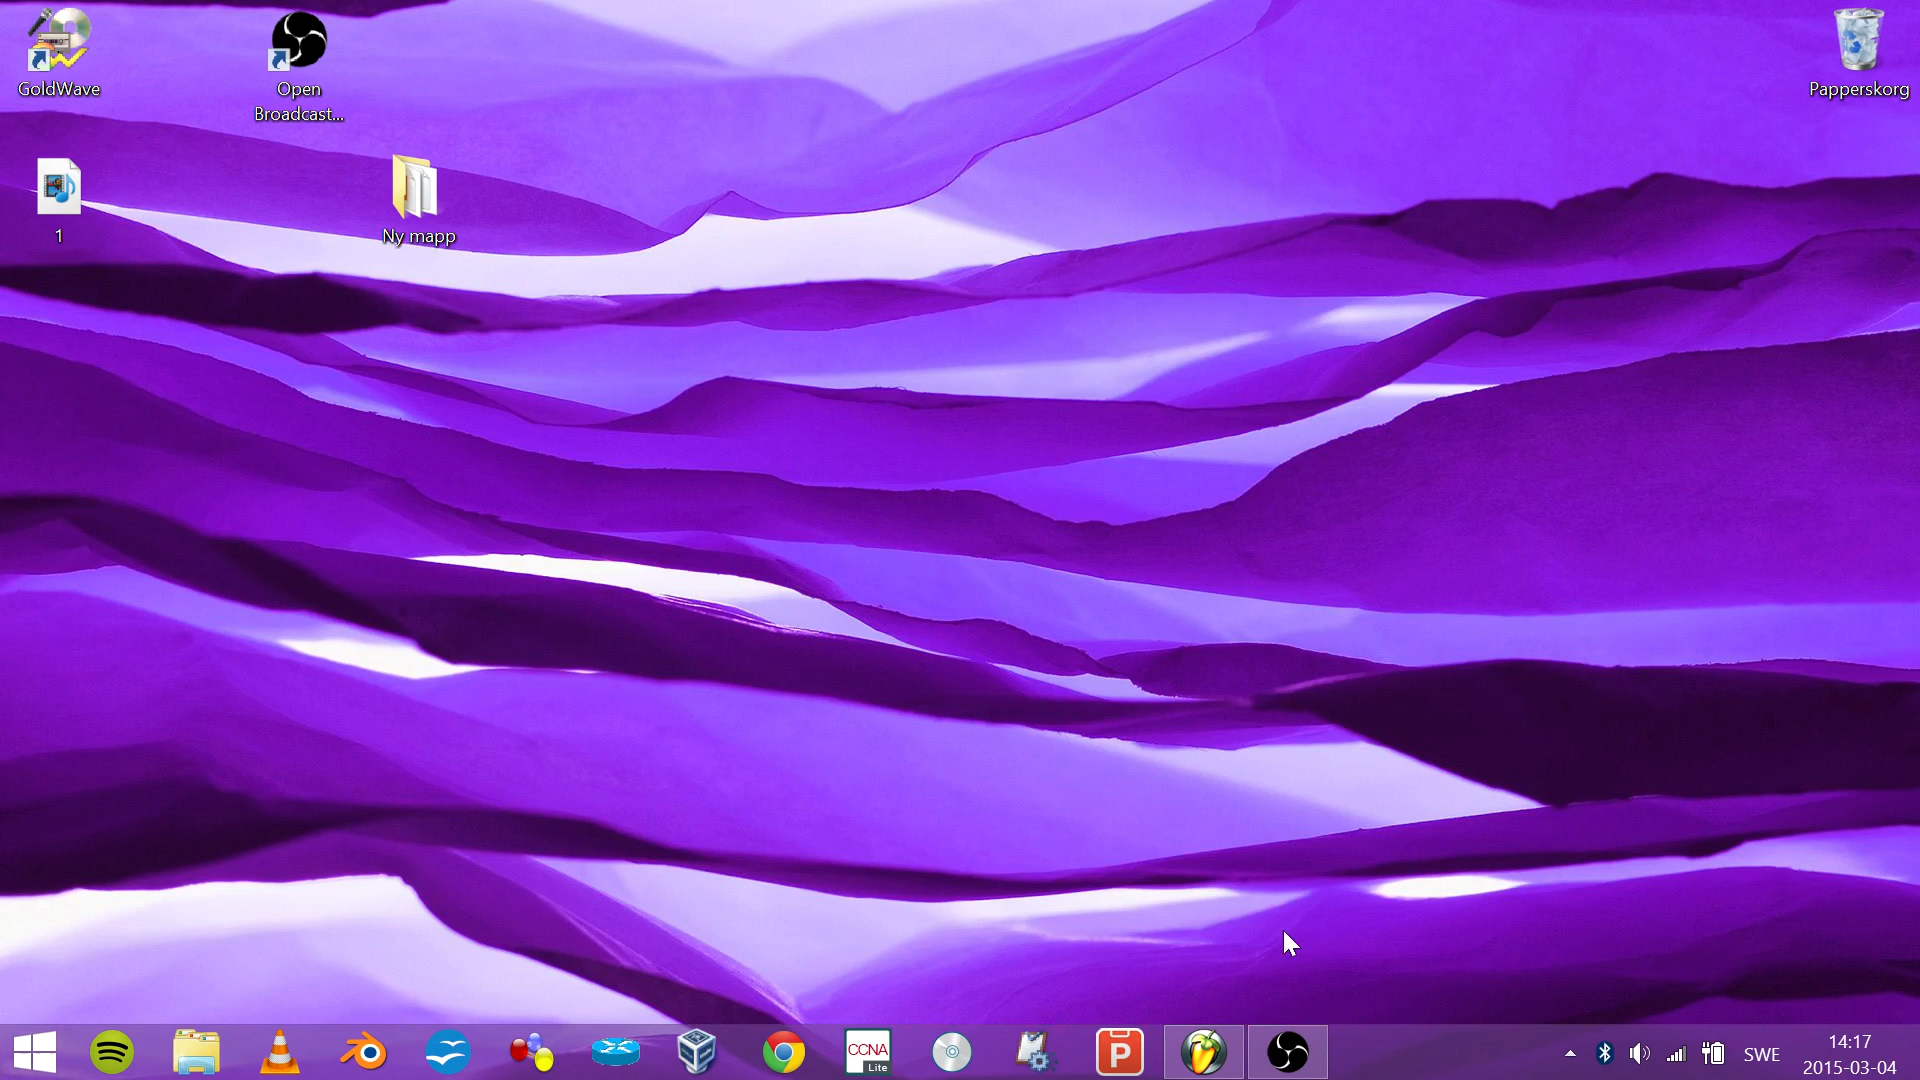 GoldWave
Open
Broadcast...
Papperskorg
1
Ny mapp
CCNA
Lite
P
SWE
14:17
2015-03-04